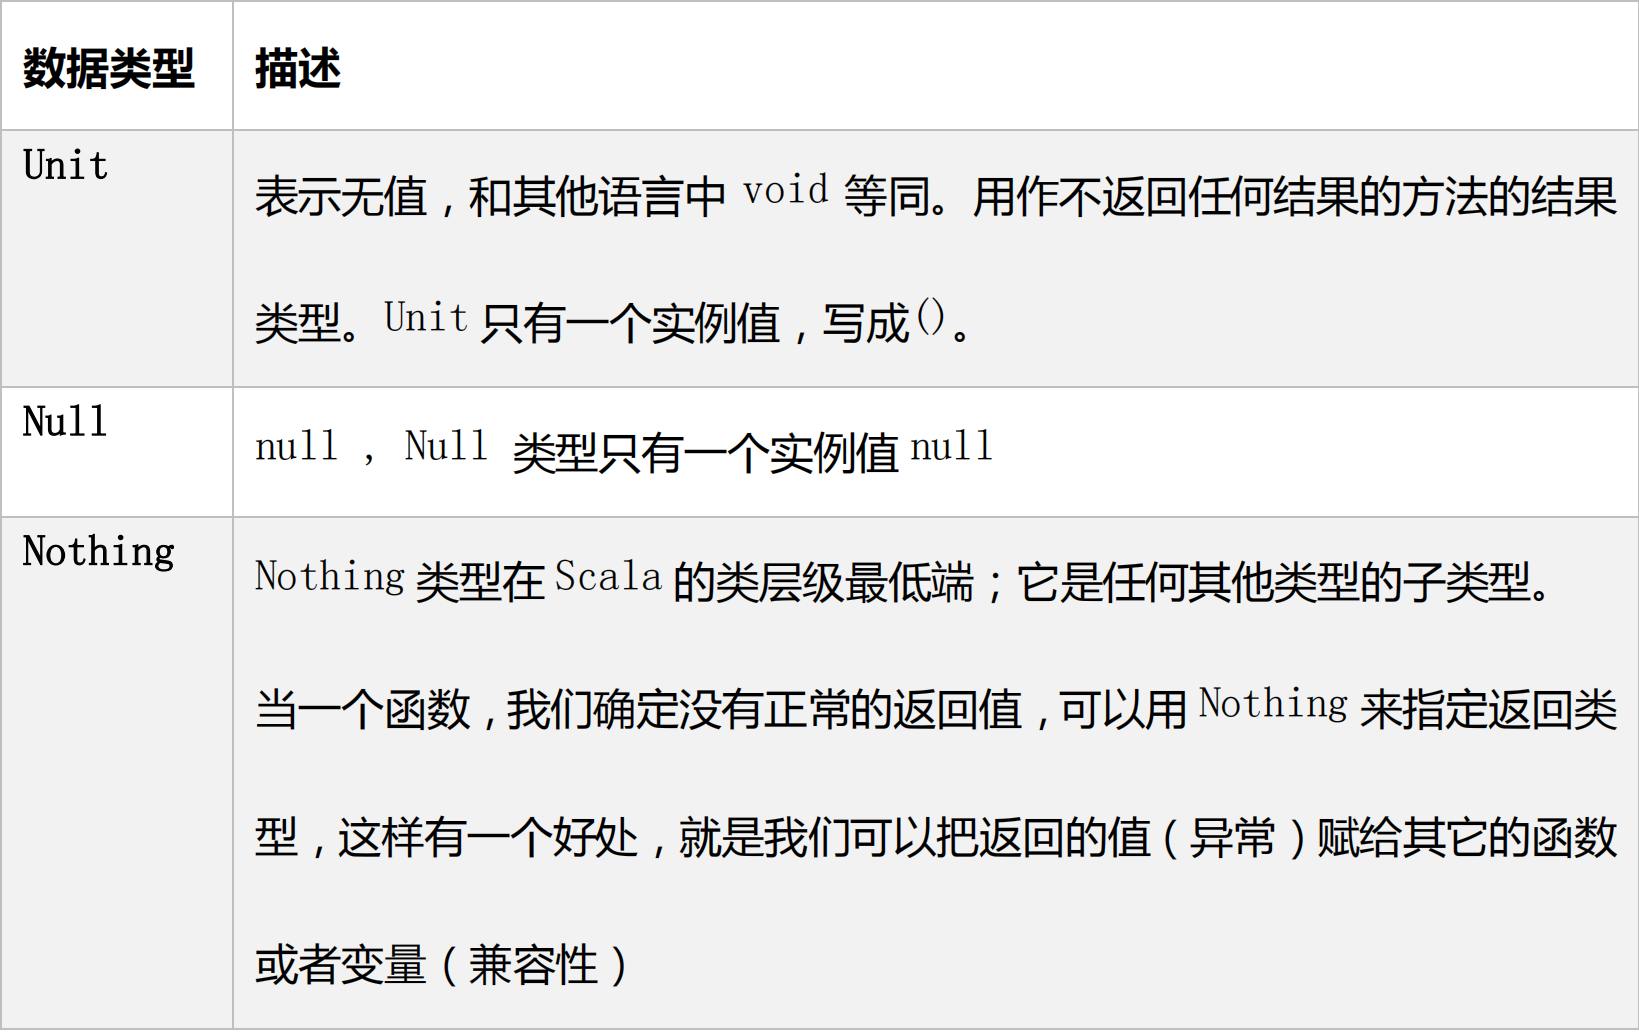 数据类型 描述
Unit
表示无值，和其他语言中 void 等同。用作不返回任何结果的方法的结果
类型。Unit 只有一个实例值，写成()。
Null
null , Null 类型只有一个实例值 null
Nothing
Nothing 类型在 Scala 的类层级最低端；它是任何其他类型的子类型。
当一个函数，我们确定没有正常的返回值，可以用 Nothing 来指定返回类
型，这样有一个好处，就是我们可以把返回的值（异常）赋给其它的函数
或者变量（兼容性）